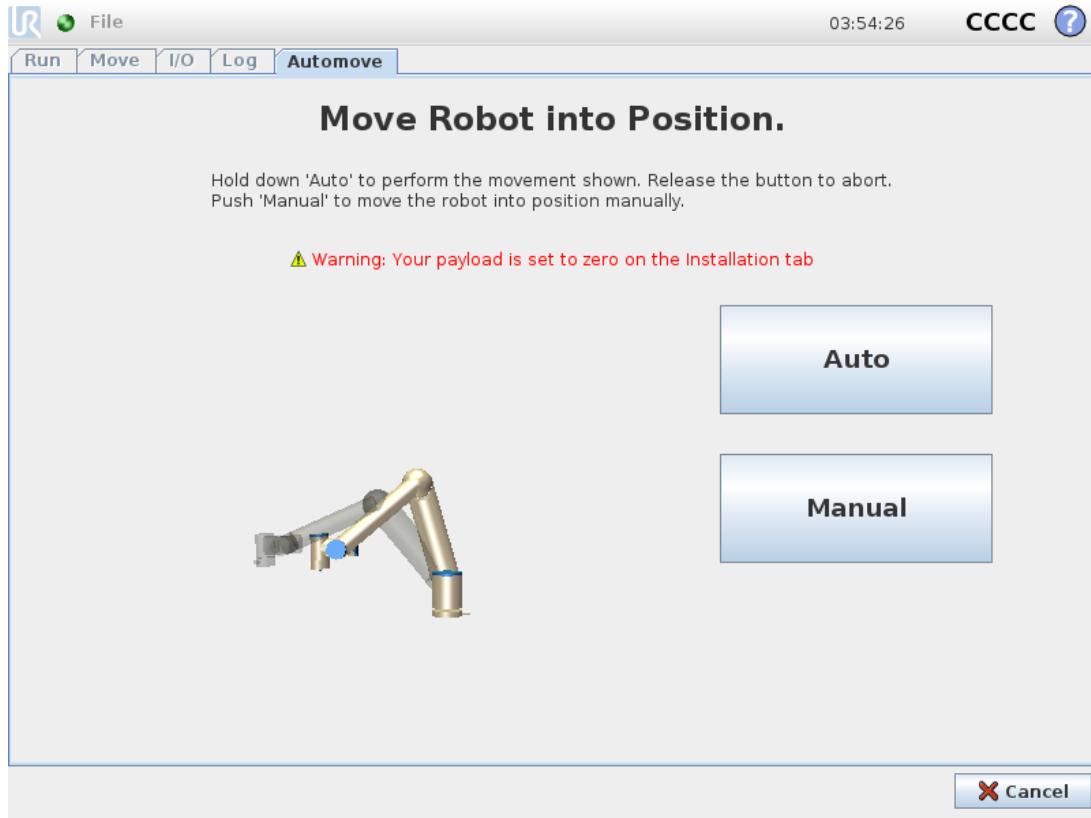 UR File 03:54:26 CCCC ?
Run Move I/O Log Automove
Move Robot into Position.
Hold down 'Auto' to perform the movement shown. Release the button to abort.
Push 'Manual' to move the robot into position manually.
Warning: Your payload is set to zero on the Installation tab
Auto
Manual
Cancel